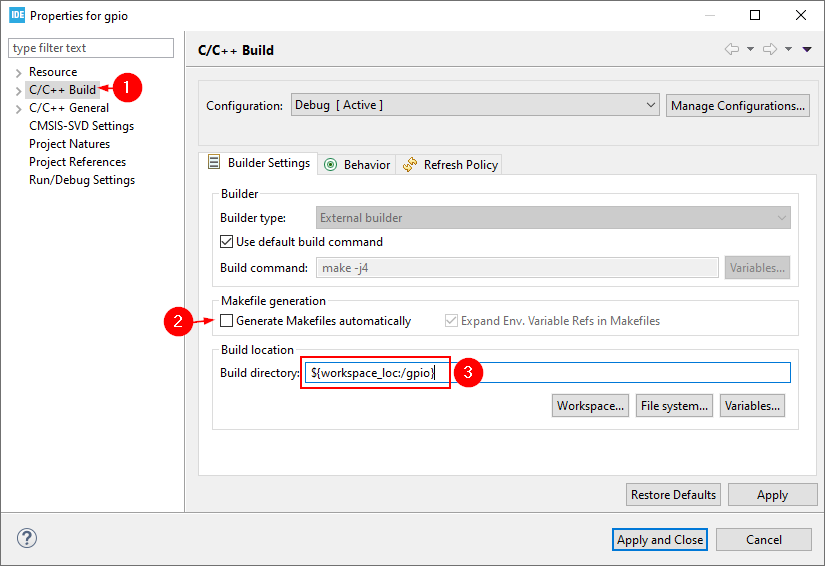 IDE Properties for gpio
type filter text
Resource
C/C++ Build
1
C/C++ General
CMSIS-SVD Settings
Project Natures
Project References
Run/Debug Settings
C/C++ Build
Configuration: Debug [ Active ] Manage Configurations...
Builder Settings Behavior Refresh Policy
Builder
Builder type: External builder
Use default build command
Build command: make -j4 Variables...
Makefile generation
2 Generate Makefiles automatically Expand Env. Variable Refs in Makefiles
Build location
Build directory: ${workspace_loc:/gpio} 3
Workspace... File system... Variables...
Restore Defaults Apply
? Apply and Close Cancel